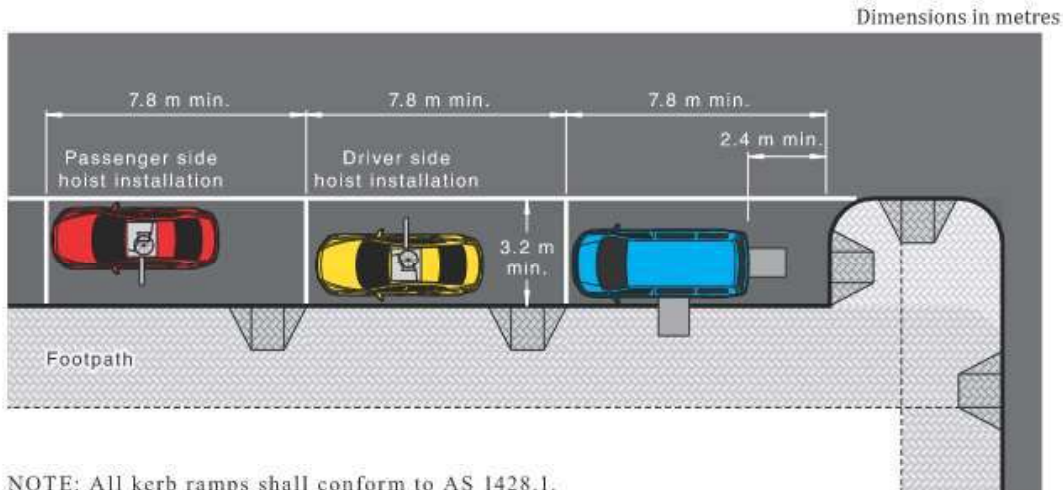 Dimensions in metres
7.8 m min.
7.8 m min.
7.8 m min.
2.4 m min.
Passenger side
hoist installation
Driver side
hoist installation
3.2 m
min.
Footpath
NOTE: All kerb ramps shall conform to AS 1428.1.